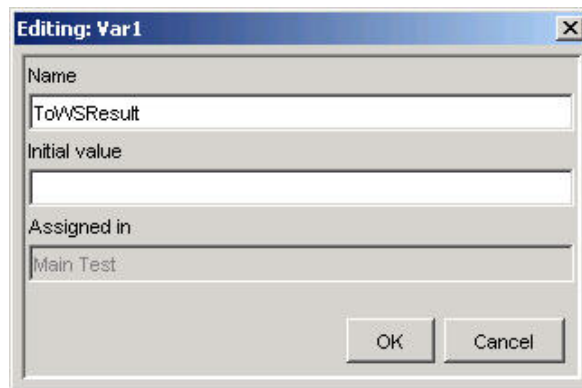 Editing: Var1
Name
ToWSResult
Initial value
Assigned in
Main Test
OK Cancel